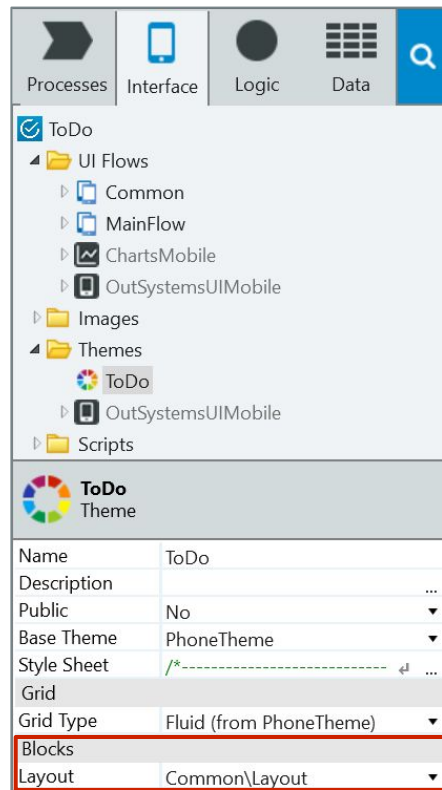 Processes Interface Logic Data
ToDo
UI Flows
Common
MainFlow
ChartsMobile
OutSystemsUIMobile
Images
Themes
ToDo
OutSystemsUIMobile
Scripts
ToDo
Theme
Name ToDo
Description ...
Public No
Base Theme PhoneTheme
Style Sheet /*---------------------------- ...
Grid
Grid Type Fluid (from PhoneTheme)
Blocks
Layout Common\Layout